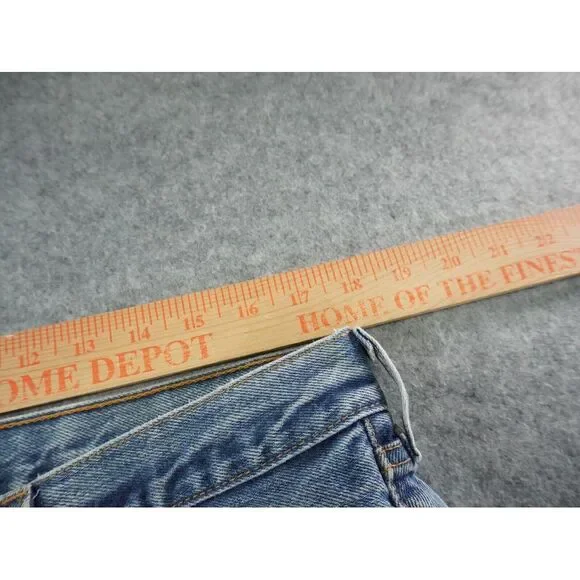 12 13 14 15 16 17 18 19 20 21 22
OME DEPOT HOME OF THE FINEST